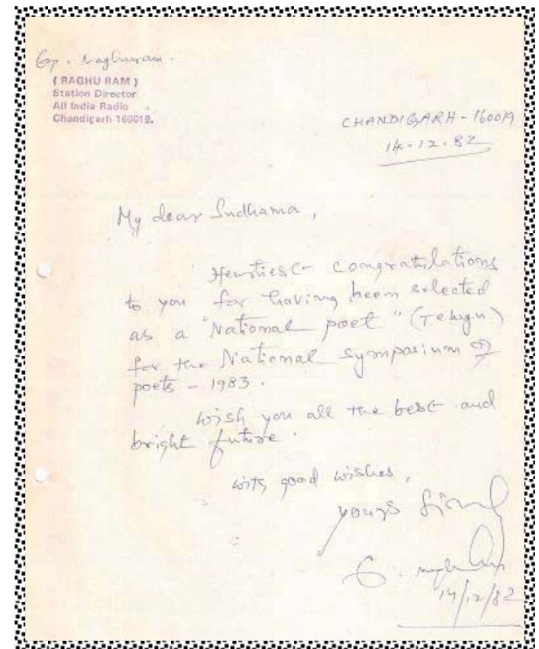 G. Raghuram.
( RAGHU RAM )
Station Director
All India Radio
Chandigarh-160019.
CHANDIGARH - 160019
14-12.82
My dear Sudhama,
Heartiest congratulations
to you for having been selected
as a "National poet" (Telugu)
for the National Symposium of
poets - 1983.
Wish you all the best and
bright future.
with good wishes,
yours
G.
14/12/82